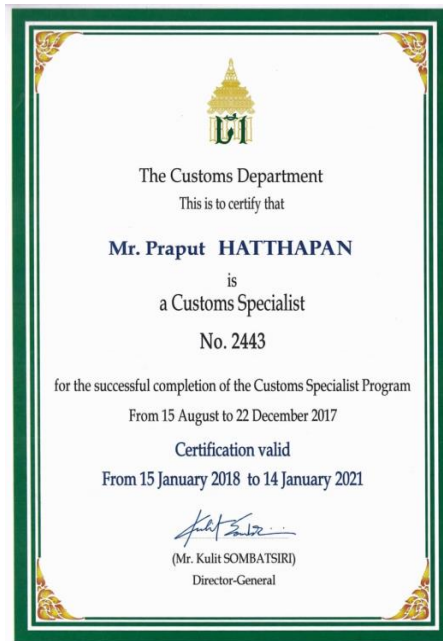 The Customs Department
This is to certify that
Mr. Praput HATTHAPAN
is
a Customs Specialist
No. 2443
for the successful completion of the Customs Specialist Program
From 15 August to 22 December 2017
Certification valid
From 15 January 2018 to 14 January 2021
(Mr. Kulit SOMBATSIRI)
Director-General